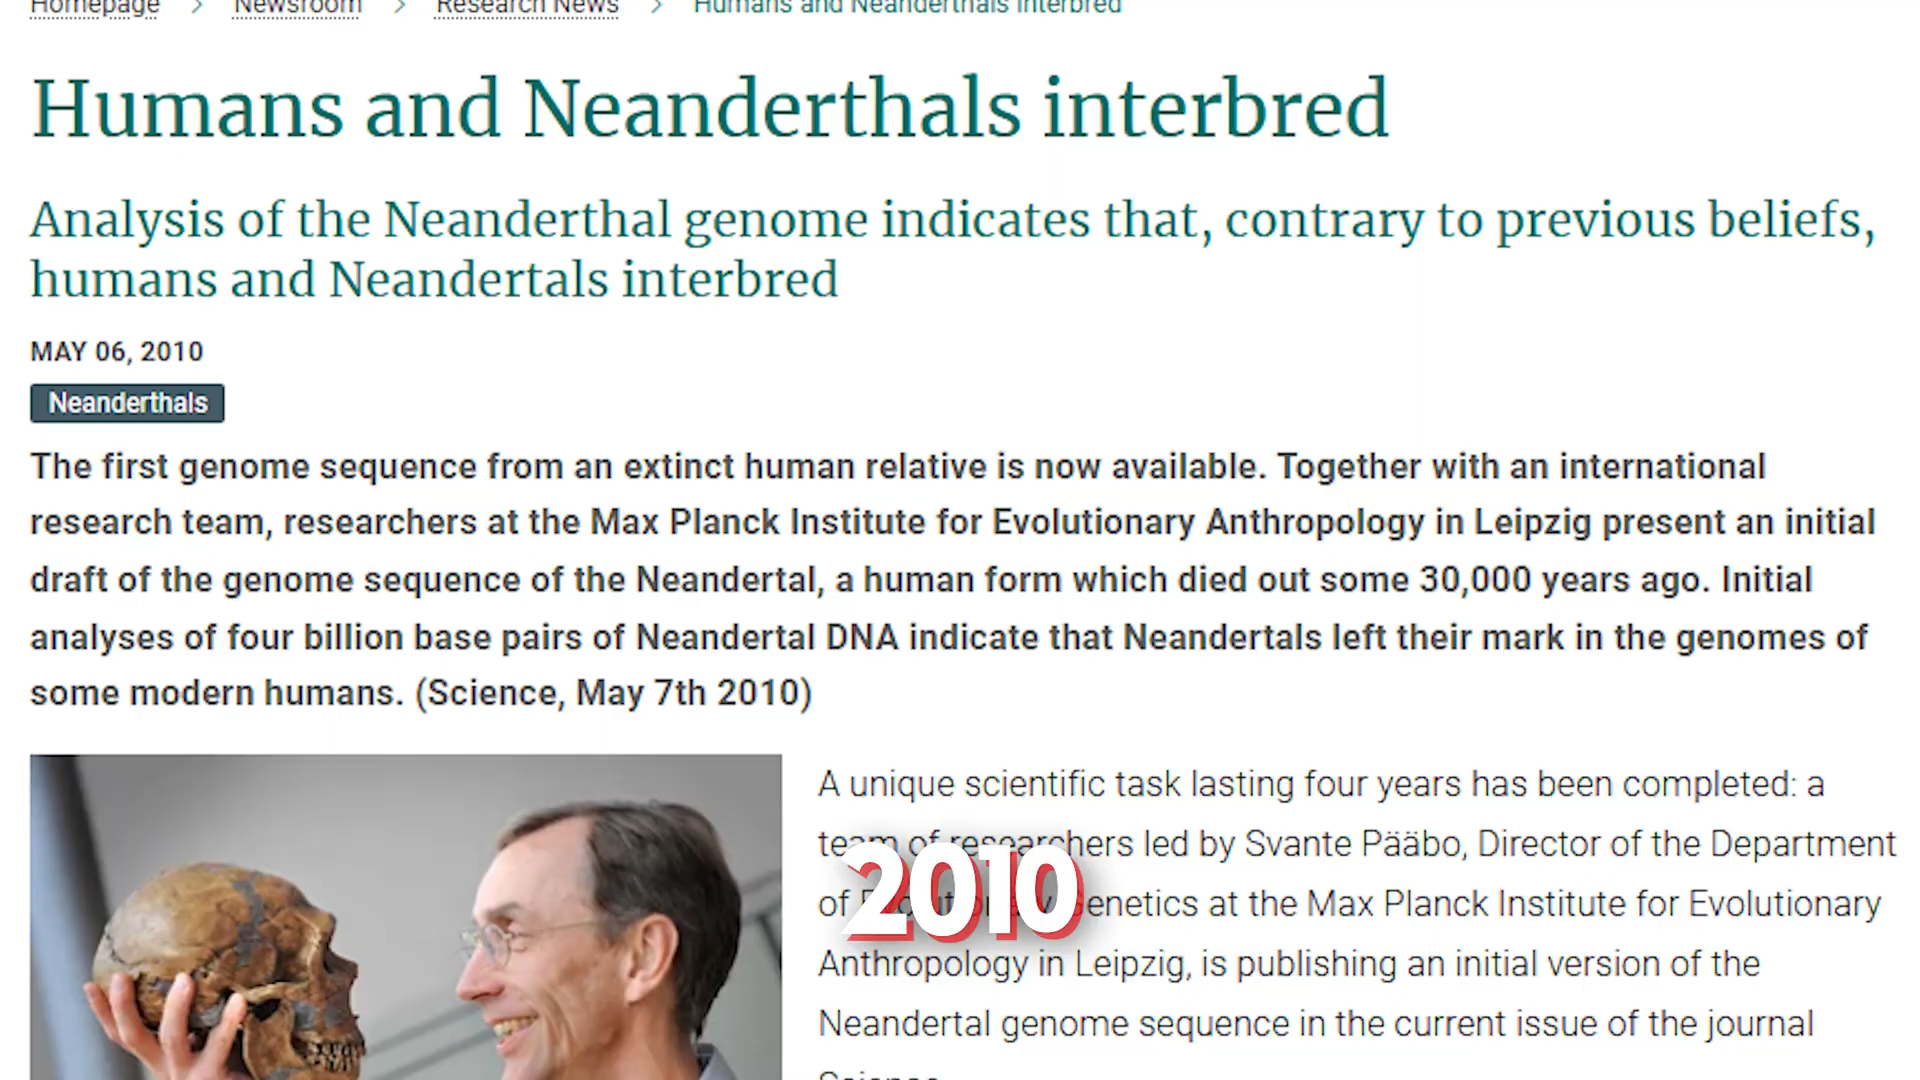 Homepage > Newsroom > Research News > Humans and Neanderthals interbred
Humans and Neanderthals interbred
Analysis of the Neanderthal genome indicates that, contrary to previous beliefs,
humans and Neandertals interbred
MAY 06, 2010
Neanderthals
The first genome sequence from an extinct human relative is now available. Together with an international
research team, researchers at the Max Planck Institute for Evolutionary Anthropology in Leipzig present an initial
draft of the genome sequence of the Neandertal, a human form which died out some 30,000 years ago. Initial
analyses of four billion base pairs of Neandertal DNA indicate that Neandertals left their mark in the genomes of
some modern humans. (Science, May 7th 2010)
A unique scientific task lasting four years has been completed: a
team of researchers led by Svante Pääbo, Director of the Department
of Genetics at the Max Planck Institute for Evolutionary
Anthropology in Leipzig, is publishing an initial version of the
Neandertal genome sequence in the current issue of the journal
2010